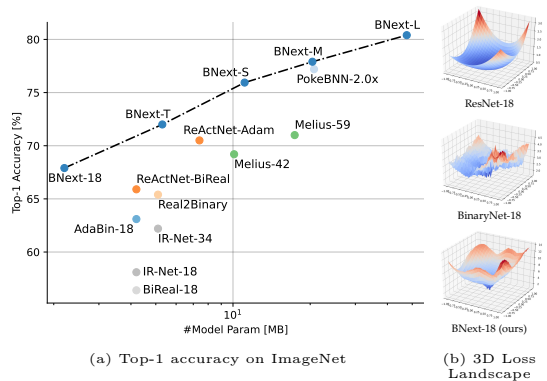 BNext-L
80
BNext-M
PokeBNN-2.0x
BNext-S
75
BNext-T
ReActNet-Adam
Melius-59
70
Melius-42
BNext-18
ReActNet-BiReal
65
Real2Binary
AdaBin-18
IR-Net-34
60
IR-Net-18
BiReal-18
Top-1 Accuracy [%]
10¹
#Model Param [MB]
(a) Top-1 accuracy on ImageNet
ResNet-18
BinaryNet-18
BNext-18 (ours)
(b) 3D Loss
Landscape